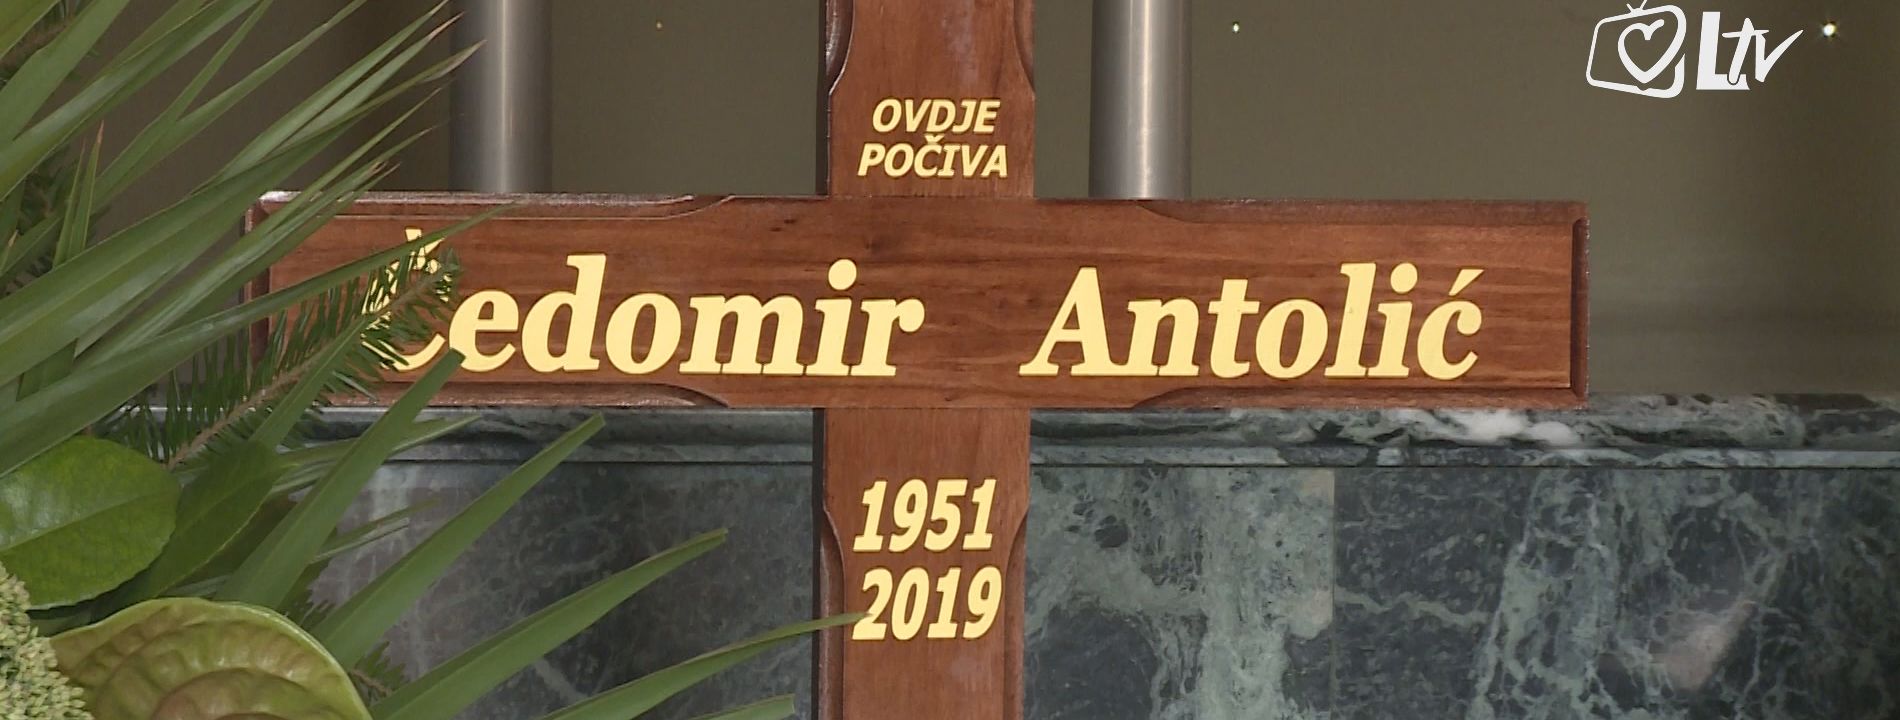 LTV
OVDJE
POČIVA
Čedomir Antolić
1951
2019